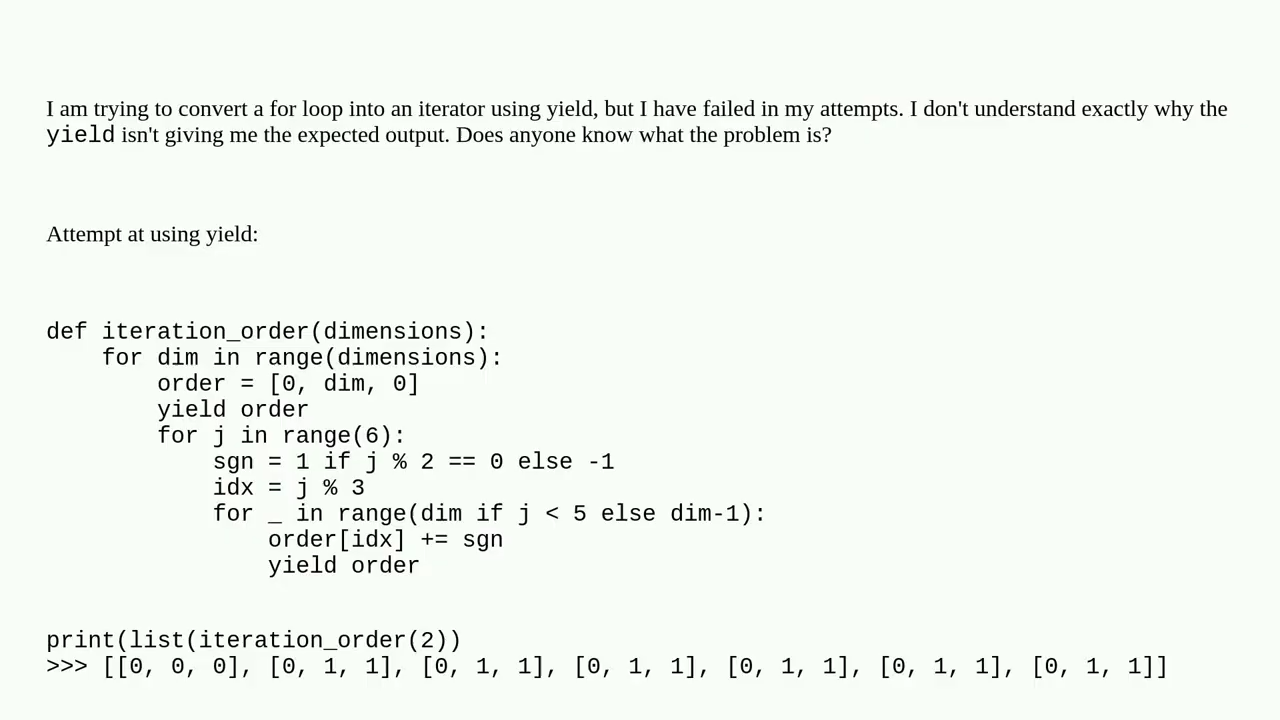 I am trying to convert a for loop into an iterator using yield, but I have failed in my attempts. I don't understand exactly why the
yield isn't giving me the expected output. Does anyone know what the problem is?
Attempt at using yield:
def iteration_order(dimensions):
    for dim in range(dimensions):
        order = [0, dim, 0]
        yield order
        for j in range(6):
            sgn = 1 if j % 2 == 0 else -1
            idx = j % 3
            for _ in range(dim if j < 5 else dim-1):
                order[idx] += sgn
                yield order
print(list(iteration_order(2))
>>> [[0, 0, 0], [0, 1, 1], [0, 1, 1], [0, 1, 1], [0, 1, 1], [0, 1, 1], [0, 1, 1]]